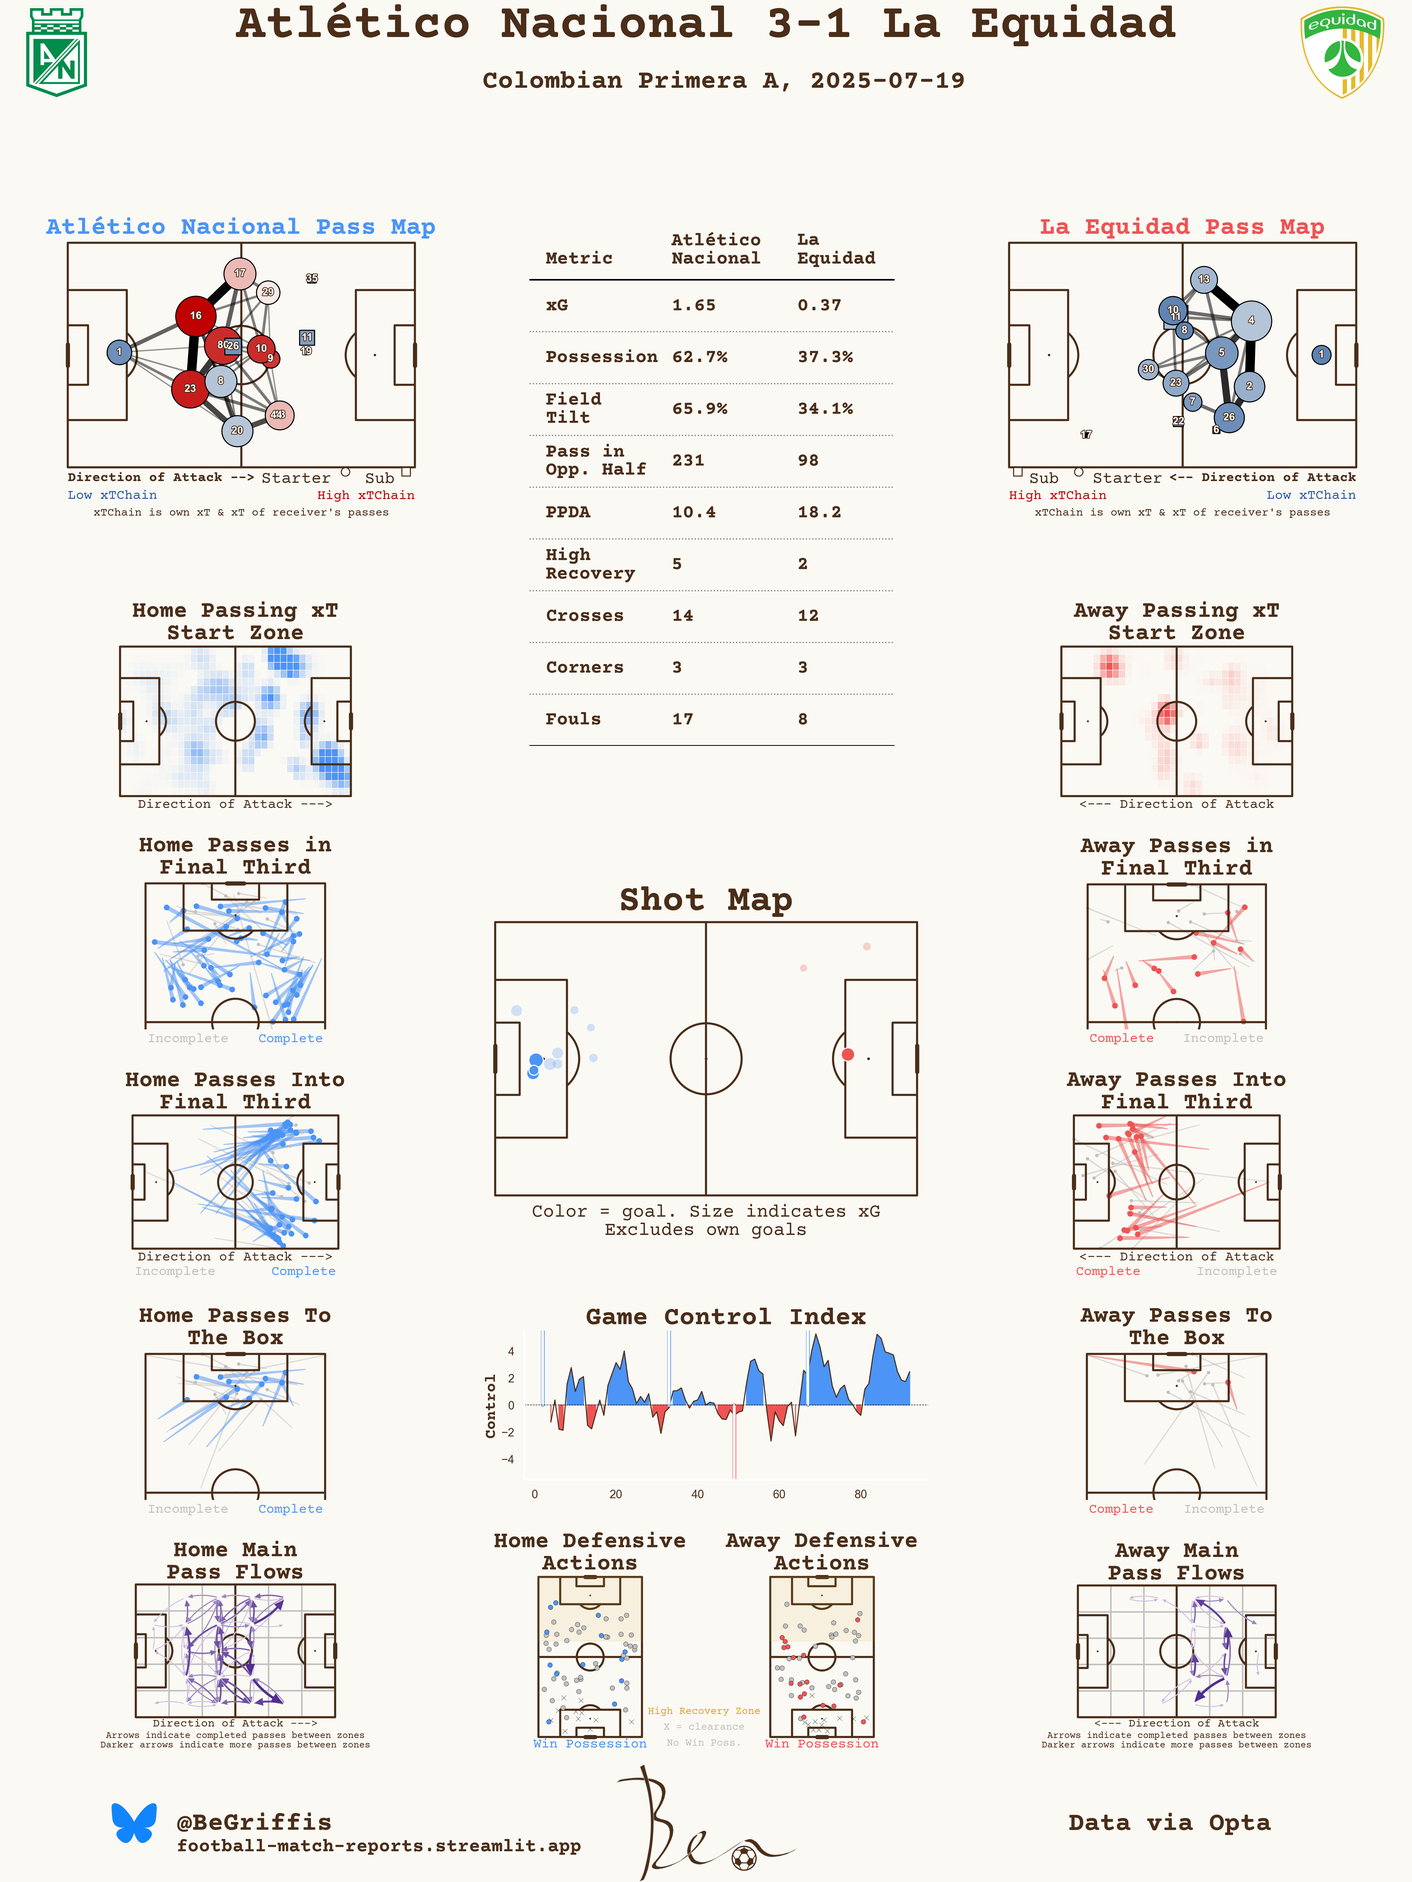 Atlético Nacional 3-1 La Equidad
Colombian Primera A, 2025-07-19
equidad
Atlético Nacional Pass Map
17
35
29
16
80
26
10
9
11
19
1
8
23
20
Direction of Attack --> Starter Sub
Low xTChain High xTChain
xTChain is own xT & xT of receiver's passes
Metric Atlético Nacional La Equidad
xG 1.65 0.37
Possession 62.7% 37.3%
Field Tilt 65.9% 34.1%
Pass in Opp. Half 231 98
PPDA 10.4 18.2
High Recovery 5 2
Crosses 14 12
Corners 3 3
Fouls 17 8
La Equidad Pass Map
13
10
11
8
4
5
1
30
23
2
7
26
22
6
17
Sub Starter <-- Direction of Attack
High xTChain Low xTChain
xTChain is own xT & xT of receiver's passes
Home Passing xT
Start Zone
Direction of Attack --->
Away Passing xT
Start Zone
<--- Direction of Attack
Home Passes in
Final Third
Incomplete Complete
Away Passes in
Final Third
Complete Incomplete
Shot Map
Color = goal. Size indicates xG
Excludes own goals
Home Passes Into
Final Third
Direction of Attack --->
Incomplete Complete
Away Passes Into
Final Third
<--- Direction of Attack
Complete Incomplete
Home Passes To
The Box
Incomplete Complete
Game Control Index
Control
4
2
0
−2
−4
0 20 40 60 80
Away Passes To
The Box
Complete Incomplete
Home Main
Pass Flows
Direction of Attack --->
Arrows indicate completed passes between zones
Darker arrows indicate more passes between zones
Home Defensive
Actions
Win Possession
High Recovery Zone
X = clearance
No Win Poss.
Away Defensive
Actions
Win Possession
Away Main
Pass Flows
<--- Direction of Attack
Arrows indicate completed passes between zones
Darker arrows indicate more passes between zones
@BeGriffis
football-match-reports.streamlit.app
Ben
Data via Opta